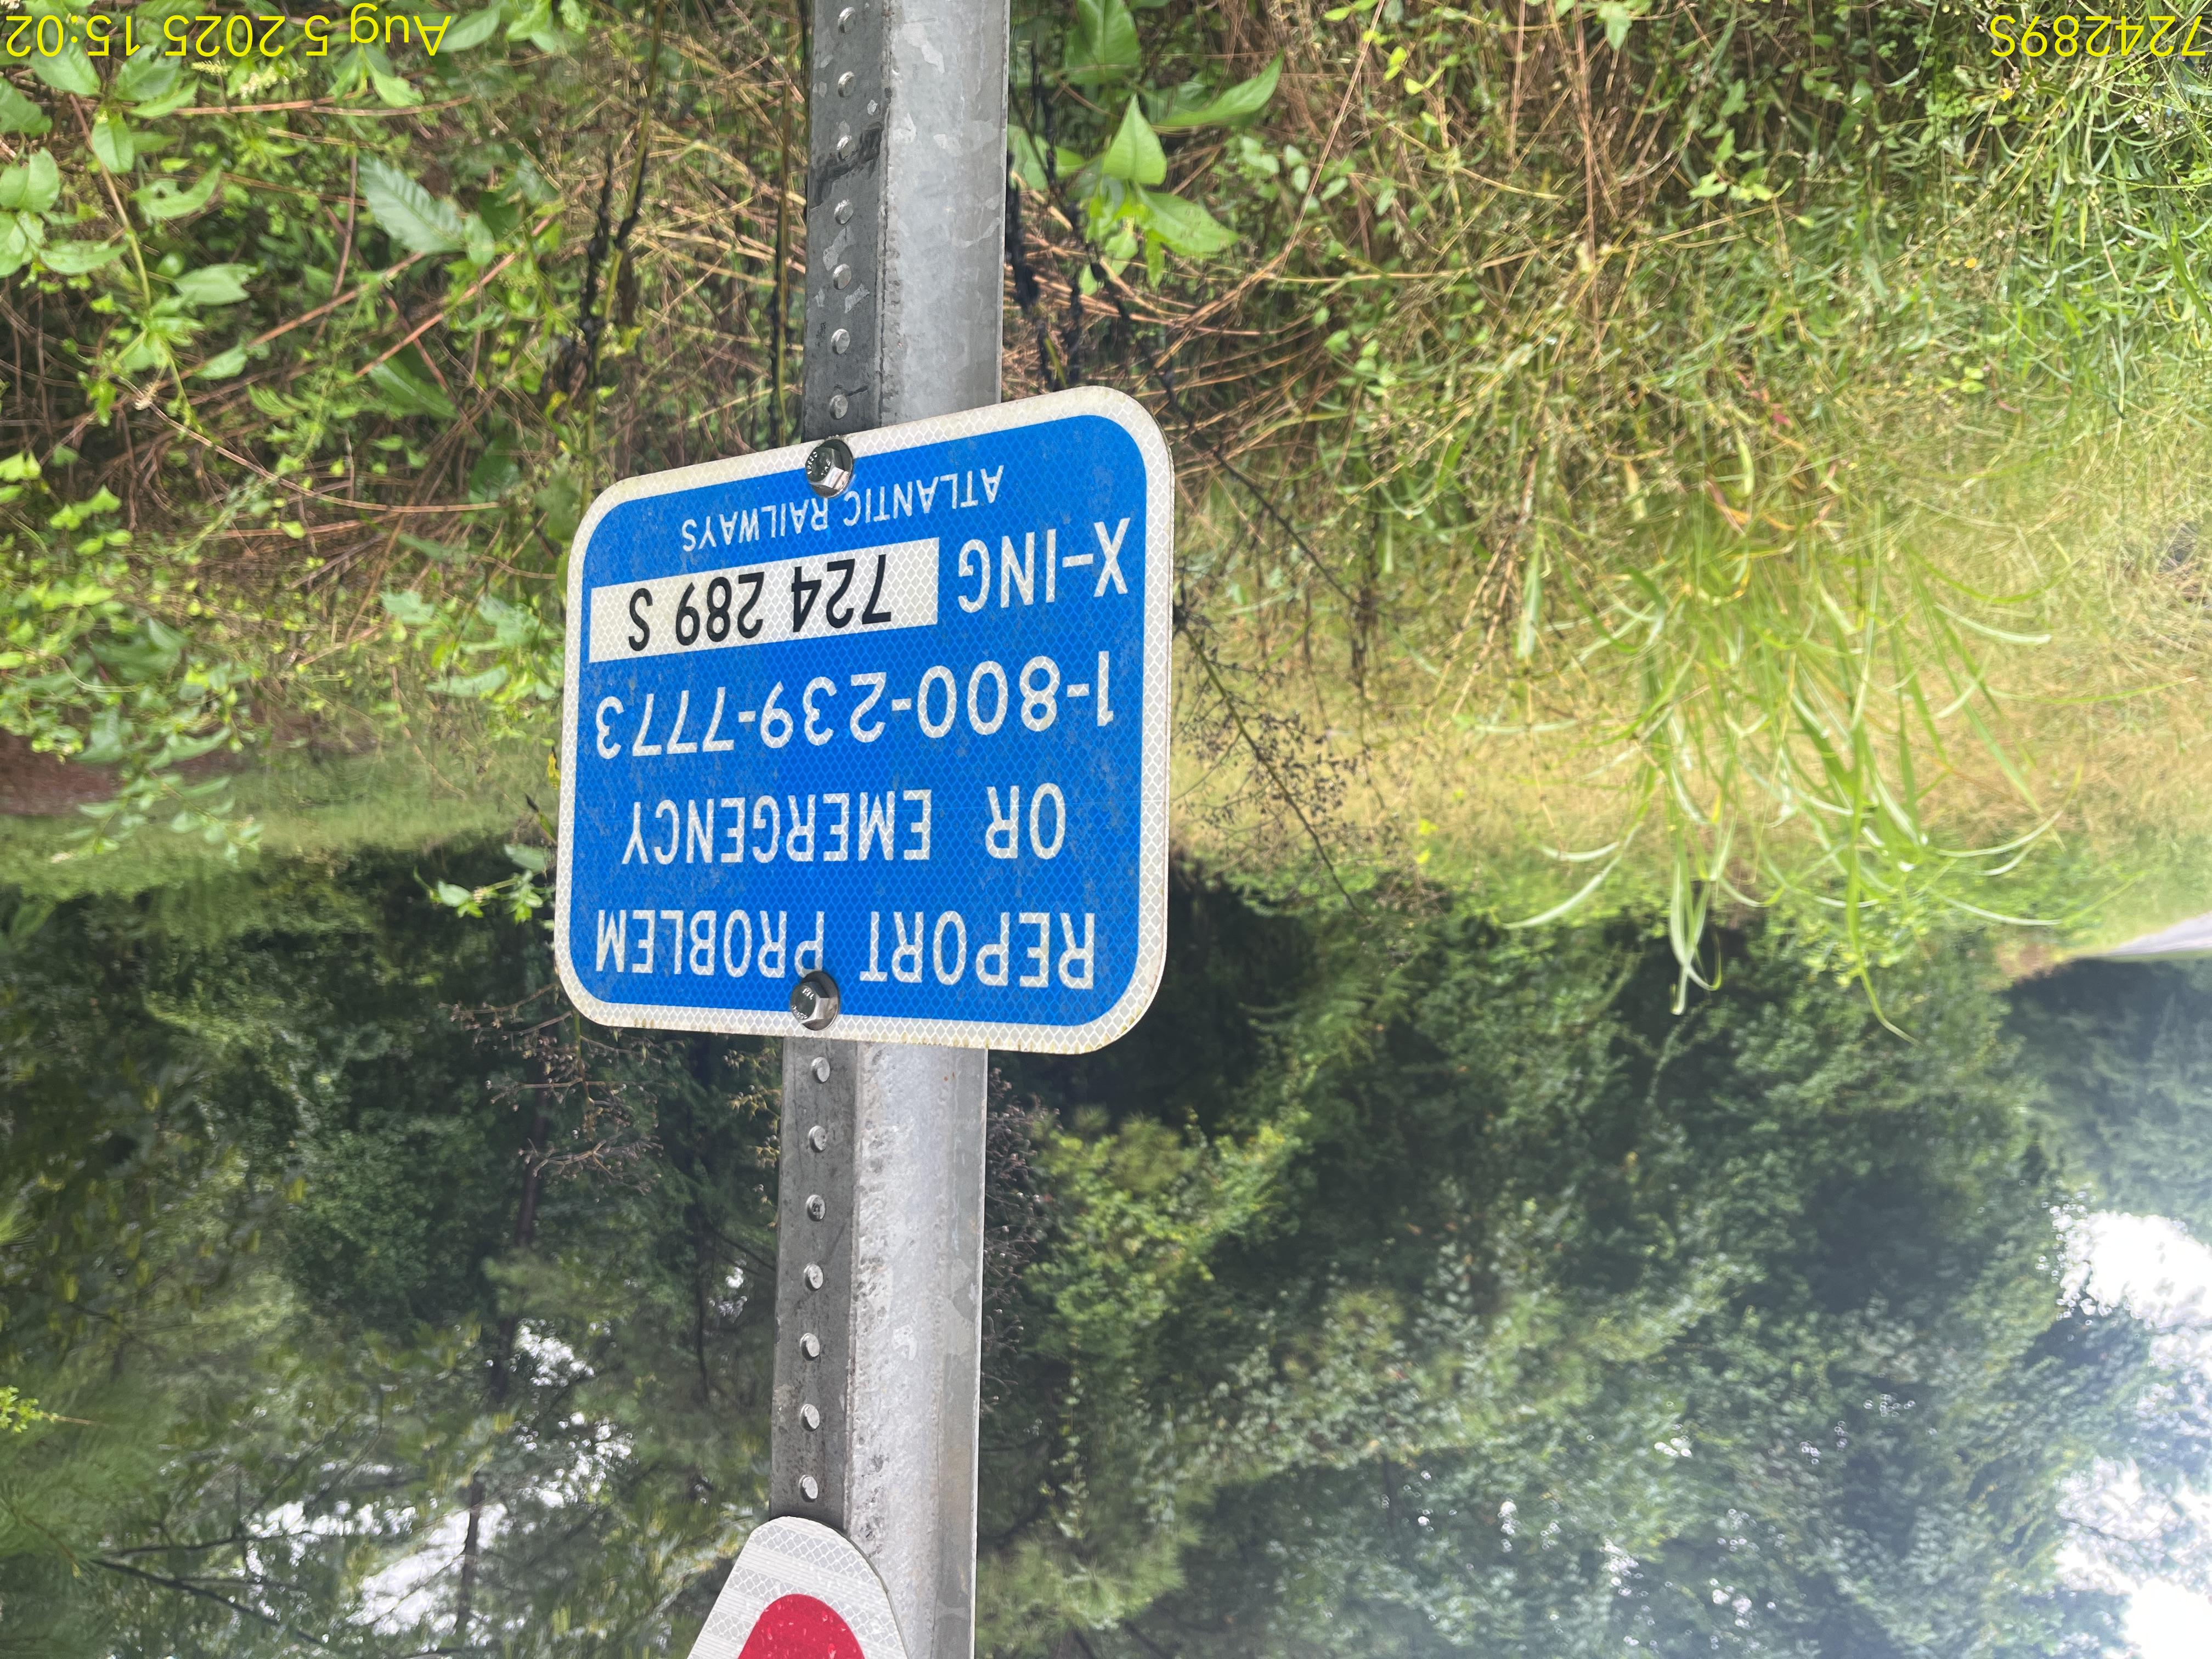 REPORT PROBLEM
OR EMERGENCY
1-800-239-7773
X-ING 724 289 S
ATLANTIC RAILWAYS
724289S
Aug 5 2025 15:02